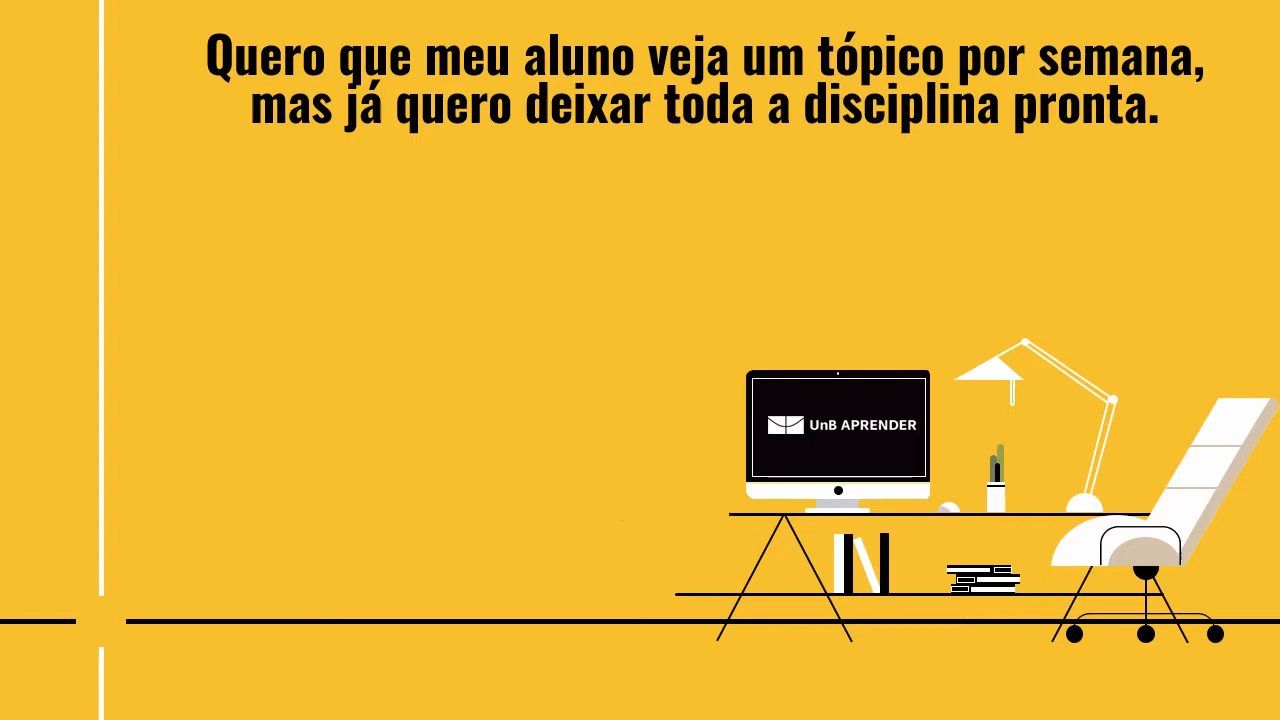 Quero que meu aluno veja um tópico por semana,
mas já quero deixar toda a disciplina pronta.
UnB APRENDER